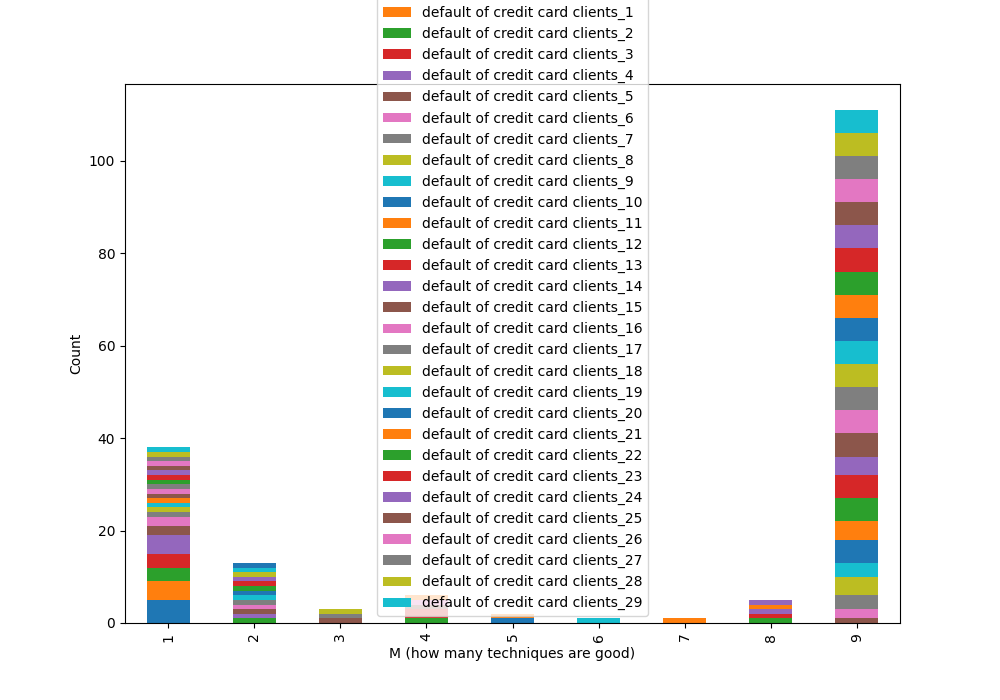 default of credit card clients_1
default of credit card clients_2
default of credit card clients_3
default of credit card clients_4
default of credit card clients_5
default of credit card clients_6
default of credit card clients_7
default of credit card clients_8
default of credit card clients_9
default of credit card clients_10
default of credit card clients_11
default of credit card clients_12
default of credit card clients_13
default of credit card clients_14
default of credit card clients_15
default of credit card clients_16
default of credit card clients_17
default of credit card clients_18
default of credit card clients_19
default of credit card clients_20
default of credit card clients_21
default of credit card clients_22
default of credit card clients_23
default of credit card clients_24
default of credit card clients_25
default of credit card clients_26
default of credit card clients_27
default of credit card clients_28
default of credit card clients_29
100
80
60
40
20
0
Count
1 2 3 4 5 6 7 8 9
M (how many techniques are good)